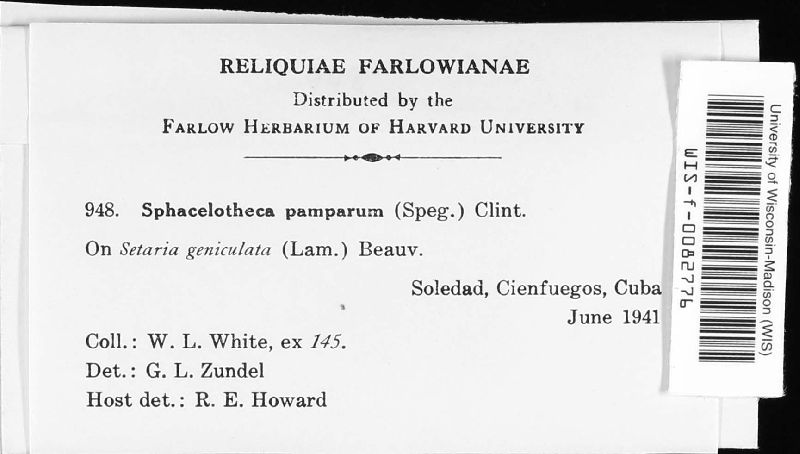 RELIQUIAE FARLOWIANAE
Distributed by the
FARLOW HERBARIUM OF HARVARD UNIVERSITY
948. Sphacelotheca pamparum (Speg.) Clint.
On Setaria geniculata (Lam.) Beauv.
Soledad, Cienfuegos, Cuba
June 1941
Coll.: W. L. White, ex 145.
Det.: G. L. Zundel
Host det.: R. E. Howard
University of Wisconsin-Madison (WIS)
WIS-f-0082776